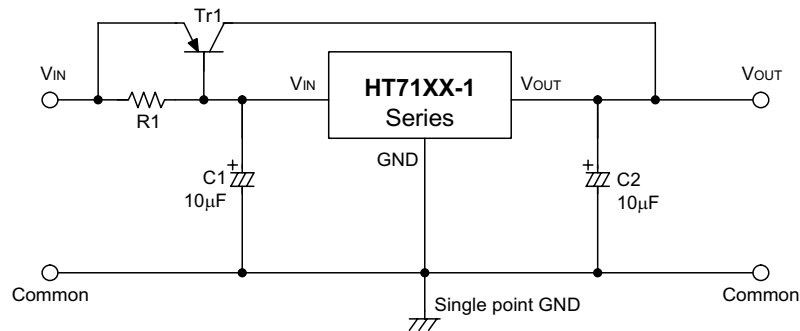 Tr1
VIN
R1
VIN
HT71XX-1
Series
VOUT
VOUT
GND
C1
10μF
C2
10μF
Common
Single point GND
Common